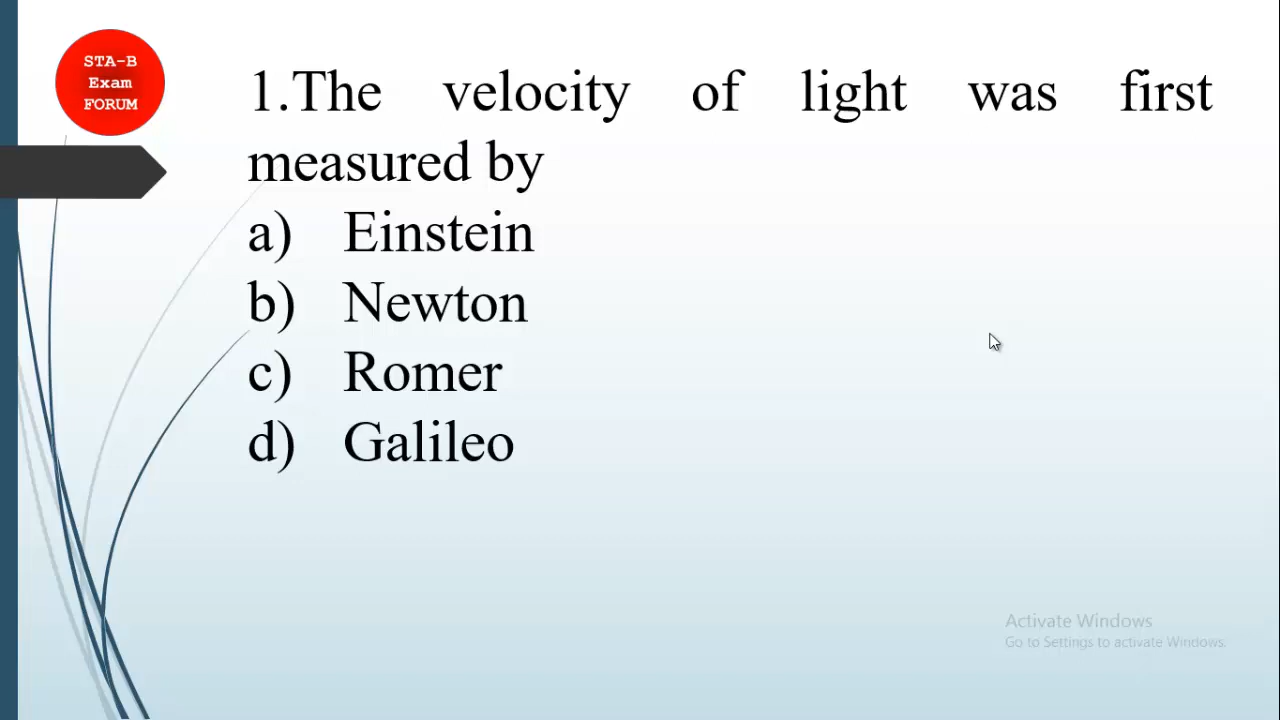 STA-B
Exam
FORUM
1.The velocity of light was first
measured by
a) Einstein
b) Newton
c) Romer
d) Galileo
Activate Windows
Go to Settings to activate Windows.